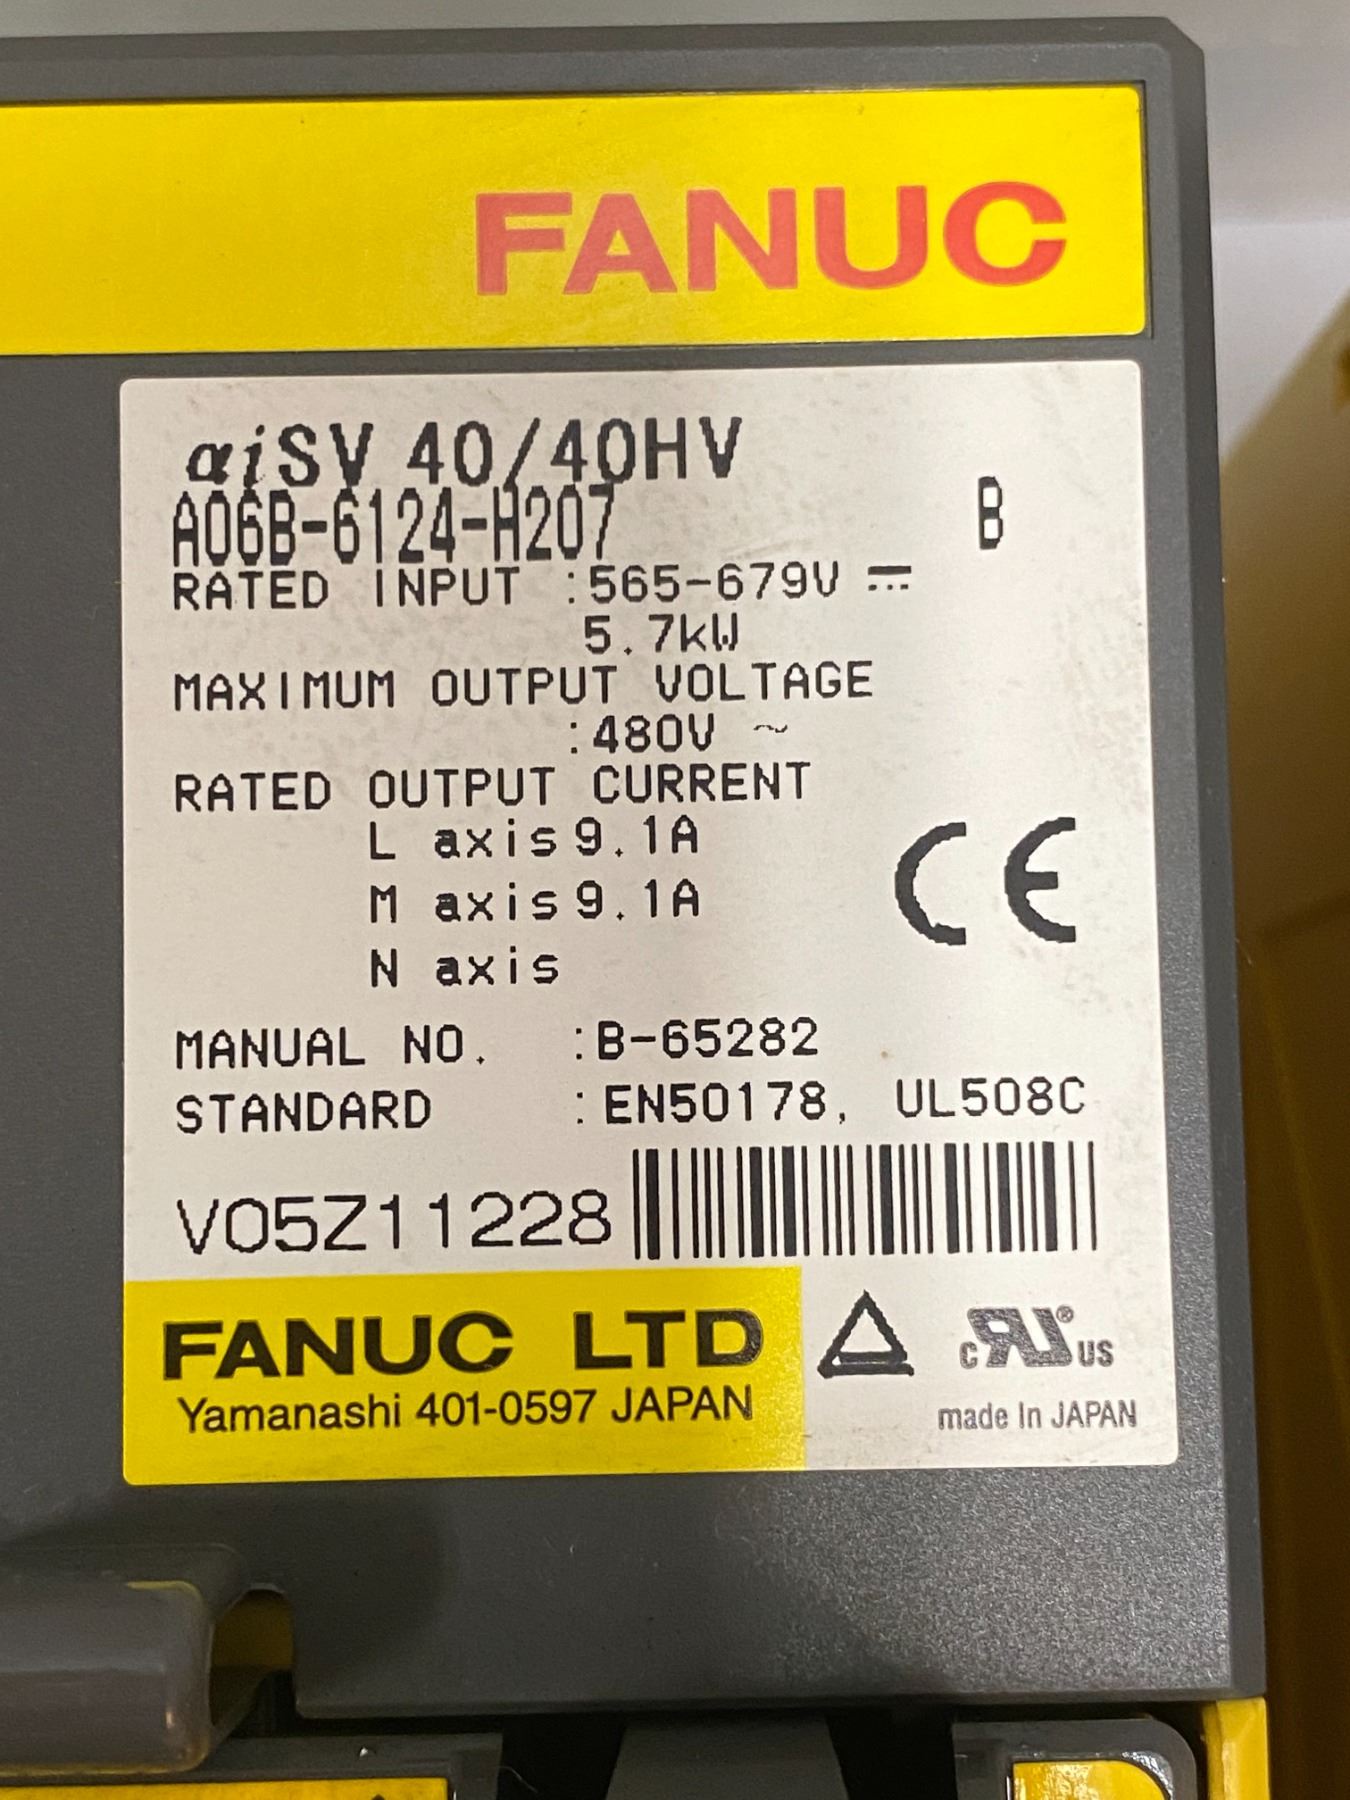 FANUC
αiSV 40/40HV
A06B-6124-H207 B
RATED INPUT :565-679V ⎓
5.7kW
MAXIMUM OUTPUT VOLTAGE
:480V ~
RATED OUTPUT CURRENT
L axis 9.1A
M axis 9.1A
N axis
CE
MANUAL NO. :B-65282
STANDARD :EN50178, UL508C
V05Z11228
FANUC LTD
Yamanashi 401-0597 JAPAN
c RU ® US
made In JAPAN